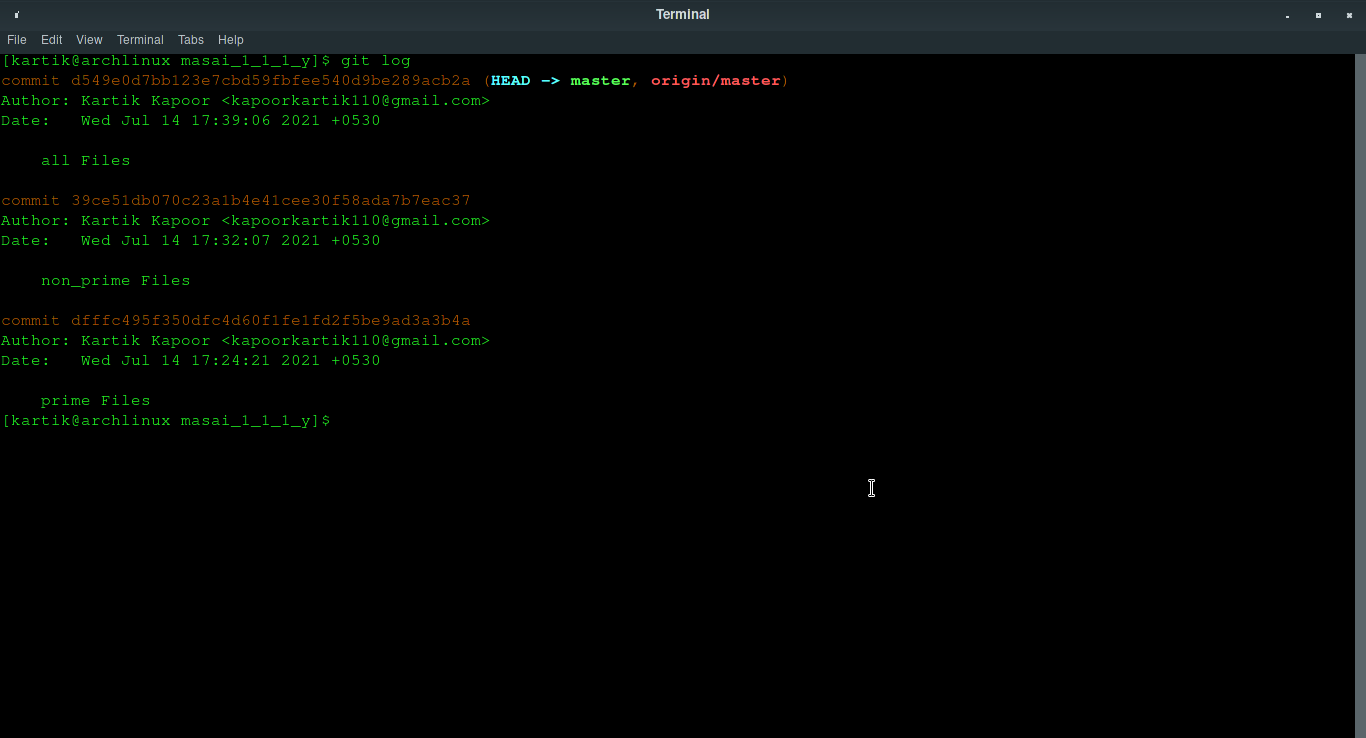 Terminal
File Edit View Terminal Tabs Help
[kartik@archlinux masai_1_1_1_y]$ git log
commit d549e0d7bb123e7cbd59fbfee540d9be289acb2a (HEAD -> master, origin/master)
Author: Kartik Kapoor <kapoorkartik110@gmail.com>
Date:   Wed Jul 14 17:39:06 2021 +0530
    all Files
commit 39ce51db070c23a1b4e41cee30f58ada7b7eac37
Author: Kartik Kapoor <kapoorkartik110@gmail.com>
Date:   Wed Jul 14 17:32:07 2021 +0530
    non_prime Files
commit dfffc495f350dfc4d60f1fe1fd2f5be9ad3a3b4a
Author: Kartik Kapoor <kapoorkartik110@gmail.com>
Date:   Wed Jul 14 17:24:21 2021 +0530
    prime Files
[kartik@archlinux masai_1_1_1_y]$